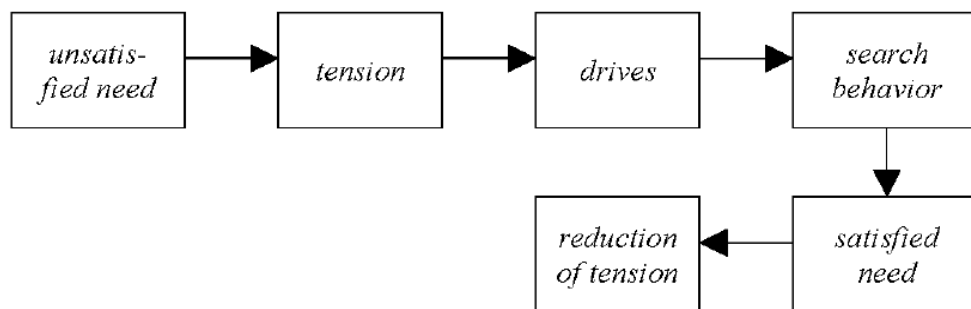 unsatis-
fied need
tension
drives
search
behavior
reduction
of tension
satisfied
need